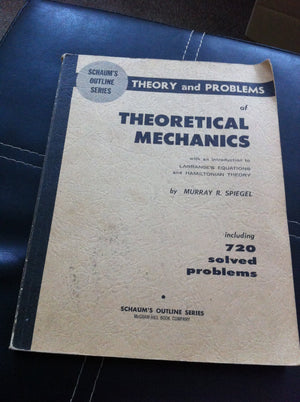 SCHAUM'S
OUTLINE
SERIES
THEORY and PROBLEMS
of
THEORETICAL
MECHANICS
with an introduction to
LAGRANGE'S EQUATIONS
and HAMILTONIAN THEORY
by MURRAY R. SPIEGEL
including
720
solved
problems
SCHAUM'S OUTLINE SERIES
McGRAW-HILL BOOK COMPANY